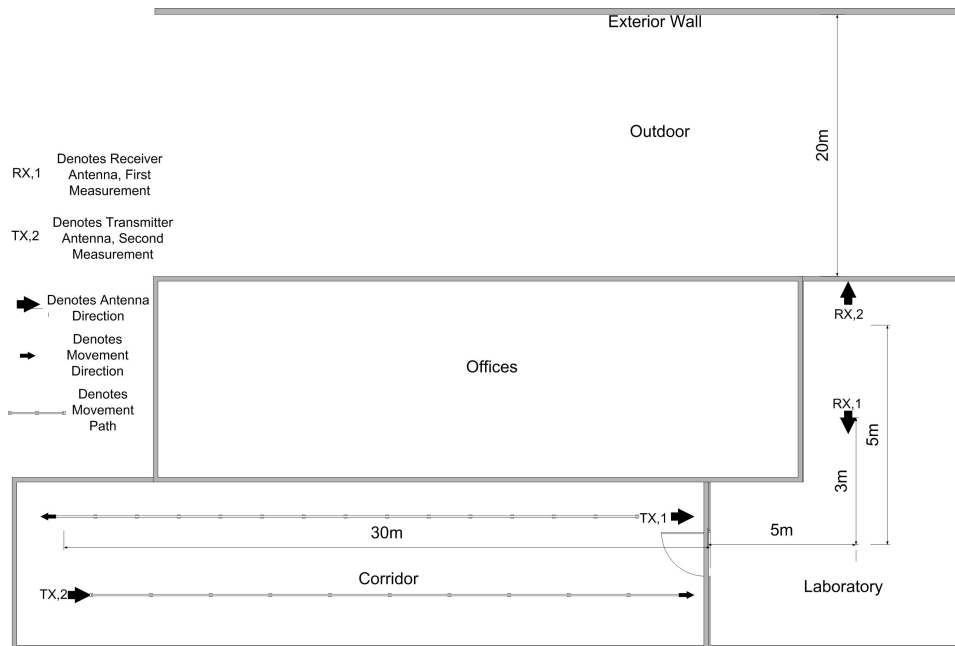 Exterior Wall
Outdoor
20m
RX,1
Denotes Receiver
Antenna, First
Measurement
TX,2
Denotes Transmitter
Antenna, Second
Measurement
Denotes Antenna
Direction
Denotes
Movement
Direction
Denotes
Movement
Path
RX,2
Offices
RX,1
5m
3m
TX,1
30m
5m
Corridor
TX,2
Laboratory